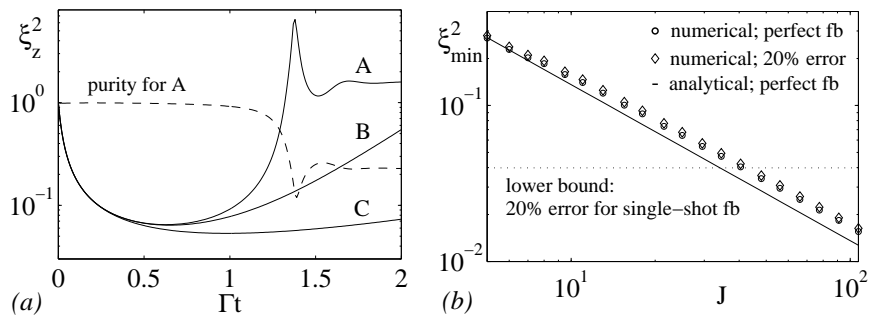 ξ_z^2
10^0
10^-1
purity for A
A
B
C
0
0.5
1
1.5
2
(a)
Γt
ξ^2_min
10^-1
10^-2
numerical; perfect fb
numerical; 20% error
analytical; perfect fb
lower bound:
20% error for single−shot fb
10^1
10^2
(b)
J